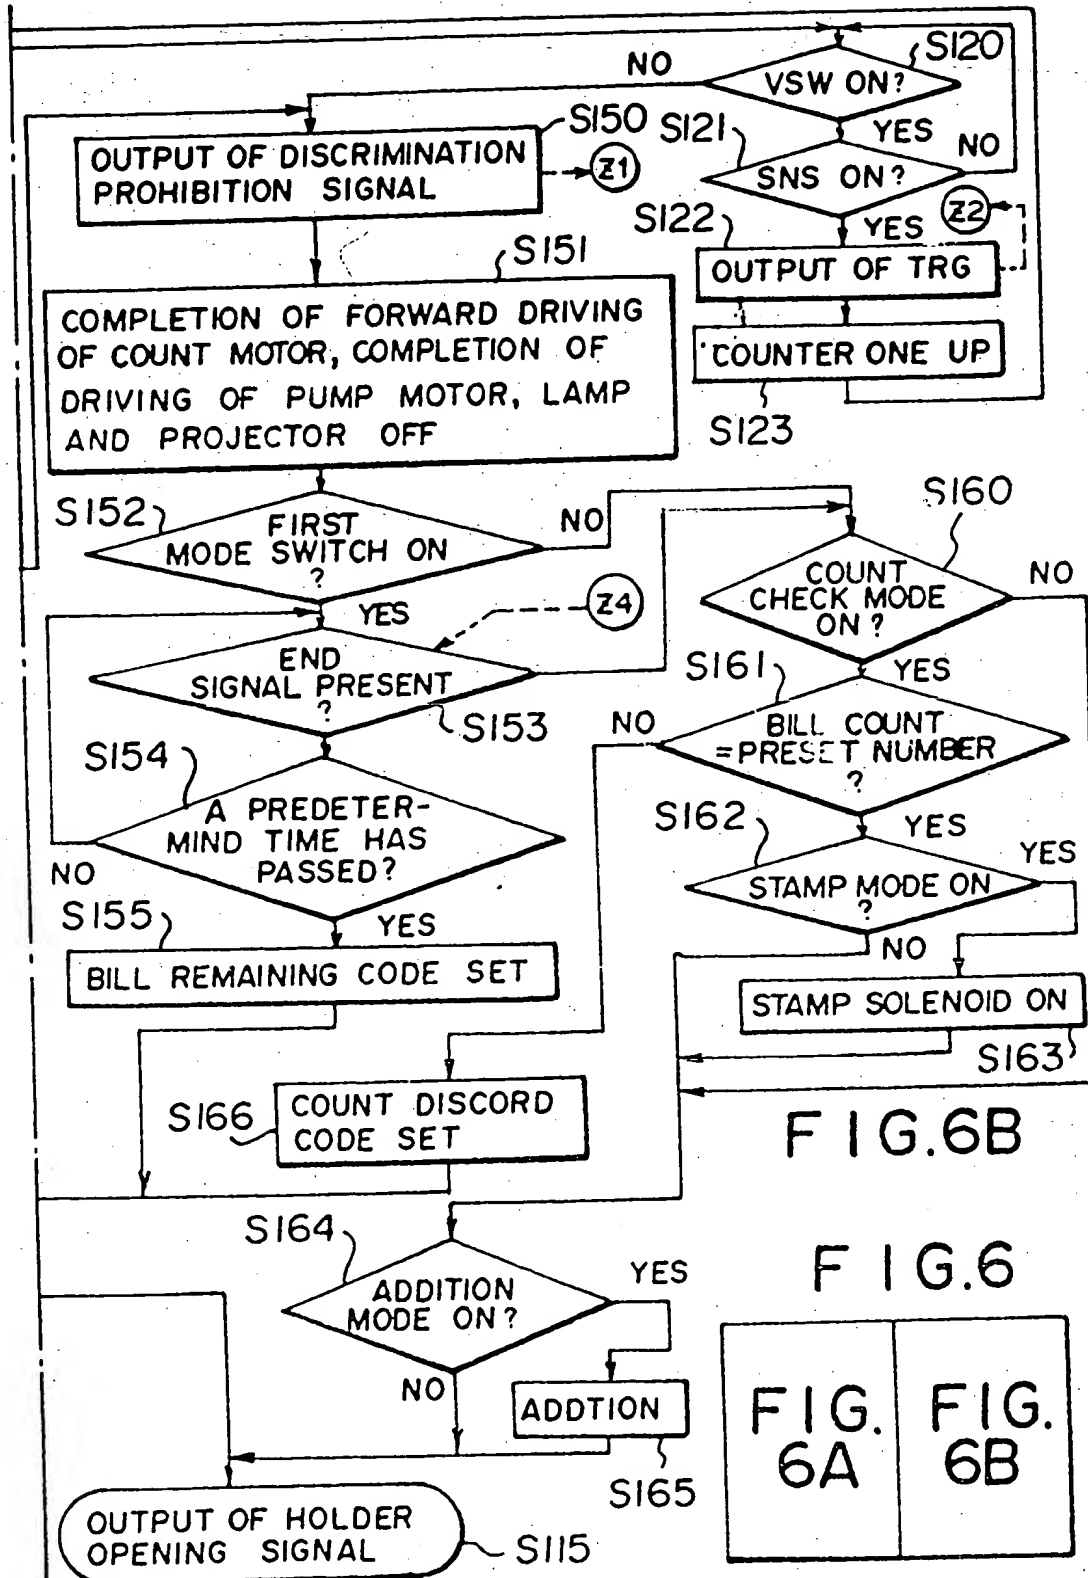 S120
NO
VSW ON?
S150
S121
YES
NO
OUTPUT OF DISCRIMINATION
PROHIBITION SIGNAL
Z1
SNS ON?
S122
YES
Z2
S151
OUTPUT OF TRG
COMPLETION OF FORWARD DRIVING
OF COUNT MOTOR, COMPLETION OF
DRIVING OF PUMP MOTOR, LAMP
AND PROJECTOR OFF
COUNTER ONE UP
S123
S152
FIRST
MODE SWITCH ON
?
NO
S160
COUNT
CHECK MODE
ON?
NO
YES
Z4
END
SIGNAL PRESENT
?
S153
S161
YES
NO
BILL COUNT
=PRESET NUMBER
?
S154
A PREDETER-
MIND TIME HAS
PASSED?
NO
S162
YES
YES
STAMP MODE ON
?
S155
YES
NO
BILL REMAINING CODE SET
STAMP SOLENOID ON
S163
S166
COUNT DISCORD
CODE SET
FIG.6B
S164
ADDITION
MODE ON?
YES
FIG.6
NO
ADDTION
S165
FIG.
6A
FIG.
6B
OUTPUT OF HOLDER
OPENING SIGNAL
S115